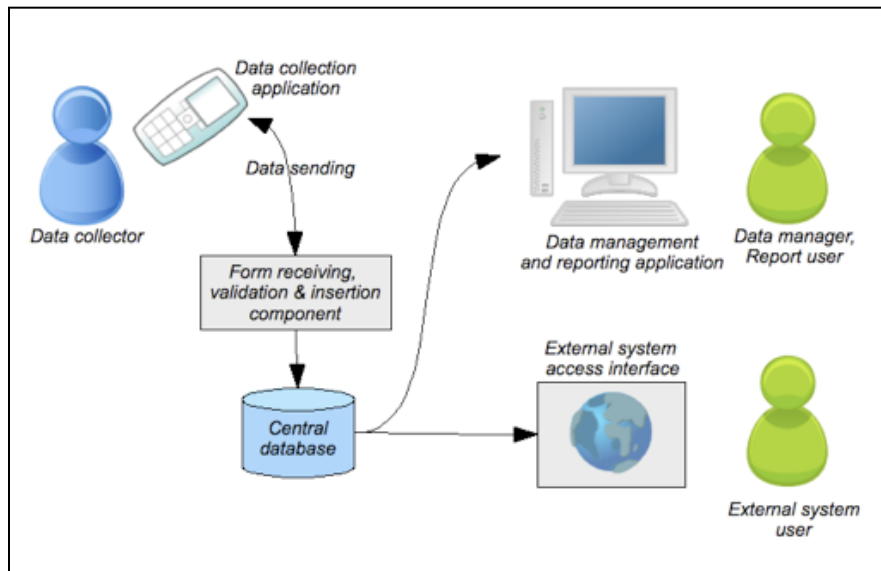 Data collection
application
Data sending
Data collector
Form receiving,
validation & insertion
component
Central
database
Data management
and reporting application
Data manager,
Report user
External system
access interface
External system
user